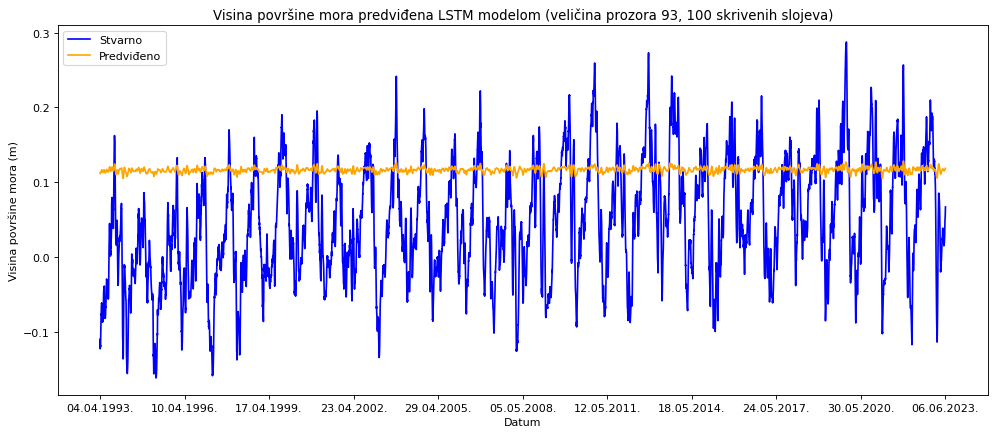 Visina površine mora predviđena LSTM modelom (veličina prozora 93, 100 skrivenih slojeva)
Stvarno
Predviđeno
Visina površine mora (m)
0.3
0.2
0.1
0.0
−0.1
04.04.1993. 10.04.1996. 17.04.1999. 23.04.2002. 29.04.2005. 05.05.2008. 12.05.2011. 18.05.2014. 24.05.2017. 30.05.2020. 06.06.2023.
Datum